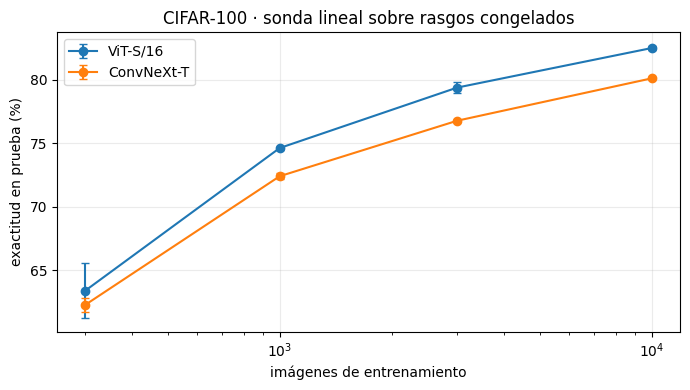 CIFAR-100 · sonda lineal sobre rasgos congelados
ViT-S/16
ConvNeXt-T
exactitud en prueba (%)
80
75
70
65
10³
10⁴
imágenes de entrenamiento